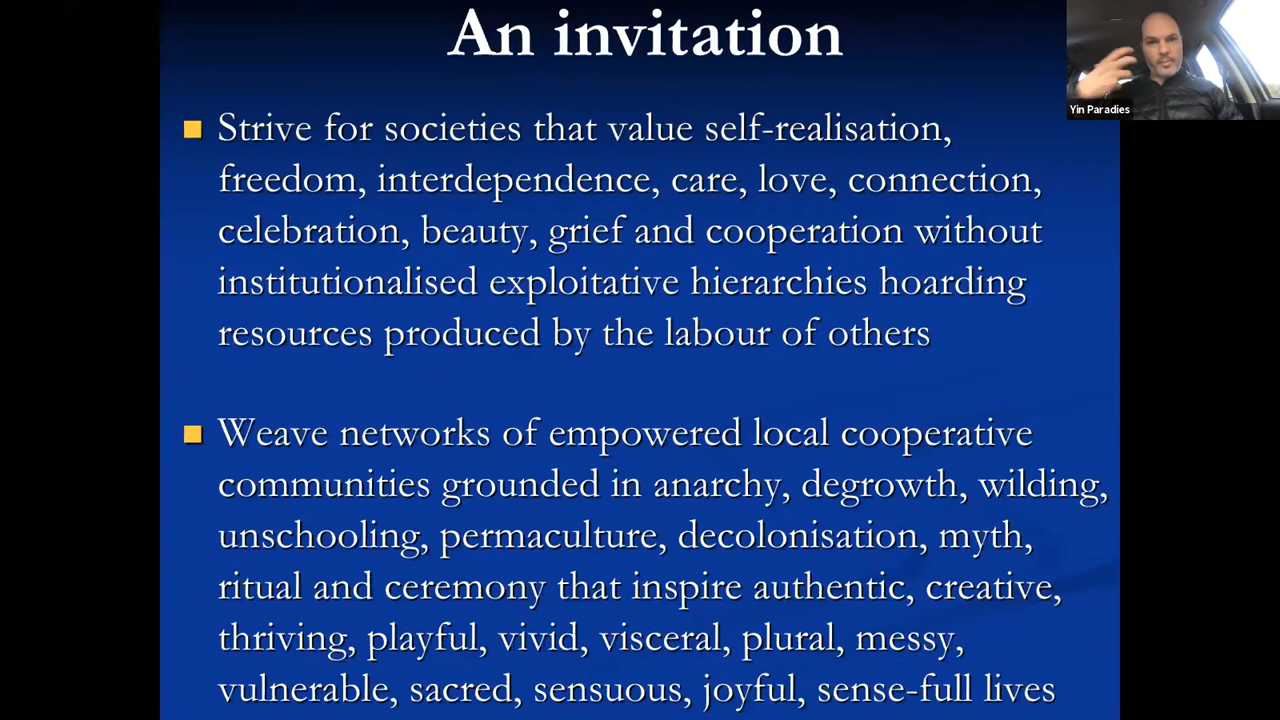 An invitation
Strive for societies that value self-realisation,
freedom, interdependence, care, love, connection,
celebration, beauty, grief and cooperation without
institutionalised exploitative hierarchies hoarding
resources produced by the labour of others
Weave networks of empowered local cooperative
communities grounded in anarchy, degrowth, wilding,
unschooling, permaculture, decolonisation, myth,
ritual and ceremony that inspire authentic, creative,
thriving, playful, vivid, visceral, plural, messy,
vulnerable, sacred, sensuous, joyful, sense-full lives
Yin Paradies